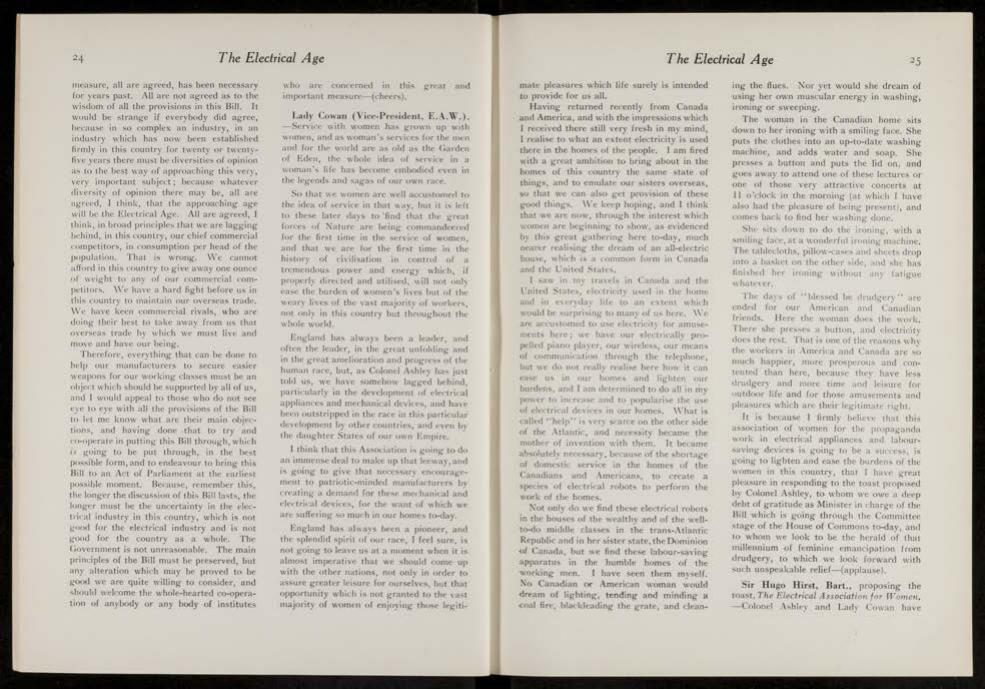 24
The Electrical Age
measure, all are agreed, has been necessary
for years past. All are not agreed as to the
wisdom of all the provisions in this Bill. It
would be strange if everybody did agree,
because in so complex an industry, in an
industry which has now been established
firmly in this country for twenty or twenty-
five years there must be diversities of opinion
as to the best way of approaching this very,
very important subject; because whatever
diversity of opinion there may be, all are
agreed, I think, that the approaching age
will be the Electrical Age. All are agreed, I
think, in broad principles that we are lagging
behind, in this country, our chief commercial
competitors, in consumption per head of the
population. That is wrong. We cannot
afford in this country to give away one ounce
of weight to any of our commercial com-
petitors. We have a hard fight before us in
this country to maintain our overseas trade.
We have keen commercial rivals, who are
doing their best to take away from us that
overseas trade by which we must live and
move and have our being.
Therefore, everything that can be done to
help our manufacturers to secure easier
weapons for our working classes must be an
object which should be supported by all of us,
and I would appeal to those who do not see
eye to eye with all the provisions of the Bill
to let me know what are their main objec-
tions, and having done that to try and
co-operate in putting this Bill through, which
is going to be put through, in the best
possible form, and to endeavour to bring this
Bill to an Act of Parliament at the earliest
possible moment. Because, remember this,
the longer the discussion of this Bill lasts, the
longer must be the uncertainty in the elec-
trical industry in this country, which is not
good for the electrical industry and is not
good for the country as a whole. The
Government is not unreasonable. The main
principles of the Bill must be preserved, but
any alteration which may be proved to be
good we are quite willing to consider, and
should welcome the whole-hearted co-opera-
tion of anybody or any body of institutes
who are concerned in this great and
important measure—(cheers).
Lady Cowan (Vice-President, E.A.W.).
—Service with women has grown up with
women, and as woman's services for the men
and for the world are as old as the Garden
of Eden, the whole idea of service in a
woman's life has become embodied even in
the legends and sagas of our own race.
So that we women are well accustomed to
the idea of service in that way, but it is left
to these later days to find that the great
forces of Nature are being commandeered
for the first time in the service of women,
and that we are for the first time in the
history of civilisation in control of a
tremendous power and energy which, if
properly directed and utilised, will not only
ease the burden of women's lives but of the
weary lives of the vast majority of workers,
not only in this country but throughout the
whole world.
England has always been a leader, and
often the leader, in the great unfolding and
in the great amelioration and progress of the
human race, but, as Colonel Ashley has just
told us, we have somehow lagged behind,
particularly in the development of electrical
appliances and mechanical devices, and have
been outstripped in the race in this particular
development by other countries, and even by
the daughter States of our own Empire.
I think that this Association is going to do
an immense deal to make up that leeway, and
is going to give that necessary encourage-
ment to patriotic-minded manufacturers by
creating a demand for these mechanical and
electrical devices, for the want of which we
are suffering so much in our homes to-day.
England has always been a pioneer, and
the splendid spirit of our race, I feel sure, is
not going to leave us at a moment when it is
almost imperative that we should come up
with the other nations, not only in order to
assure greater leisure for ourselves, but that
opportunity which is not granted to the vast
majority of women of enjoying those legiti-
The Electrical Age
25
mate pleasures which life surely is intended
to provide for us all.
Having returned recently from Canada
and America, and with the impressions which
I received there still very fresh in my mind,
I realise to what an extent electricity is used
there in the homes of the people. I am fired
with a great ambition to bring about in the
homes of this country the same state of
things, and to emulate our sisters overseas,
so that we can also get provision of these
good things. We keep hoping, and I think
that we are now, through the interest which
women are beginning to show, as evidenced
by this great gathering here to-day, much
nearer realising the dream of an all-electric
house, which is a common form in Canada
and the United States.
I saw in my travels in Canada and the
United States, electricity used in the home
and in everyday life to an extent which
would be surprising to many of us here. We
are accustomed to use electricity for amuse-
ments here; we have our electrically pro-
pelled piano player, our wireless, our means
of communication through the telephone,
but we do not really realise here how it can
ease us in our homes and lighten our
burdens, and I am determined to do all in my
power to increase and to popularise the use
of electrical devices in our homes. What is
called "help" is very scarce on the other side
of the Atlantic, and necessity became the
mother of invention with them. It became
absolutely necessary, because of the shortage
of domestic service in the homes of the
Canadians and Americans, to create a
species of electrical robots to perform the
work of the homes.
Not only do we find these electrical robots
in the houses of the wealthy and of the well-
to-do middle classes in the trans-Atlantic
Republic and in her sister state, the Dominion
of Canada, but we find these labour-saving
apparatus in the humble homes of the
working men. I have seen them myself.
No Canadian or American woman would
dream of lighting, tending and minding a
coal fire, blackleading the grate, and clean-
ing the flues. Nor yet would she dream of
using her own muscular energy in washing,
ironing or sweeping.
The woman in the Canadian home sits
down to her ironing with a smiling face. She
puts the clothes into an up-to-date washing
machine, and adds water and soap. She
presses a button and puts the lid on, and
goes away to attend one of these lectures or
one of those very attractive concerts at
11 o'clock in the morning (at which I have
also had the pleasure of being present), and
comes back to find her washing done.
She sits down to do the ironing, with a
smiling face, at a wonderful ironing machine.
The tablecloths, pillow-cases and sheets drop
into a basket on the other side, and she has
finished her ironing without any fatigue
whatever.
The days of "blessed be drudgery" are
ended for our American and Canadian
friends. Here the woman does the work.
There she presses a button, and electricity
does the rest. That is one of the reasons why
the workers in America and Canada are so
much happier, more prosperous and con-
tented than here, because they have less
drudgery and more time and leisure for
outdoor life and for those amusements and
pleasures which are their legitimate right.
It is because I firmly believe that this
association of women for the propaganda
work in electrical appliances and labour-
saving devices is going to be a success, is
going to lighten and ease the burdens of the
women in this country, that I have great
pleasure in responding to the toast proposed
by Colonel Ashley, to whom we owe a deep
debt of gratitude as Minister in charge of the
Bill which is going through the Committee
stage of the House of Commons to-day, and
to whom we look to be the herald of that
millennium of feminine emancipation from
drudgery, to which we look forward with
such unspeakable relief—(applause).
Sir Hugo Hirst, Bart., proposing the
toast, The Electrical Association for Women,
—Colonel Ashley and Lady Cowan have